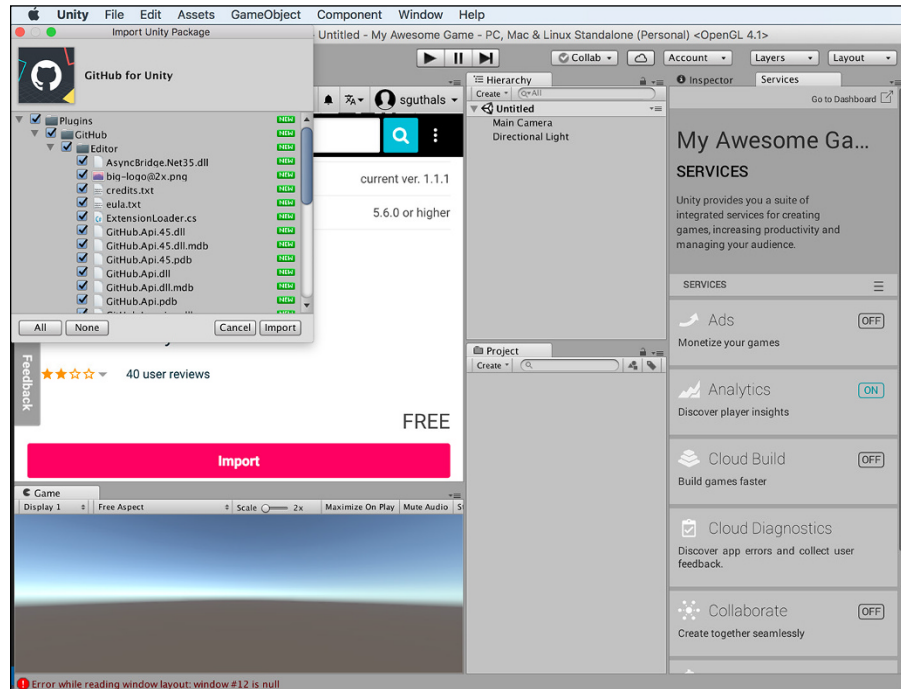 Unity File Edit Assets GameObject Component Window Help
Import Unity Package
Untitled - My Awesome Game - PC, Mac & Linux Standalone (Personal) <OpenGL 4.1>
GitHub for Unity
Collab
Account
Layers
Layout
Hierarchy
Create
All
Untitled
Main Camera
Directional Light
Inspector
Services
Go to Dashboard
sguthals
current ver. 1.1.1
5.6.0 or higher
Plugins NEW
GitHub NEW
Editor NEW
AsyncBridge.Net35.dll NEW
big-logo@2x.png NEW
credits.txt NEW
eula.txt NEW
ExtensionLoader.cs NEW
GitHub.Api.45.dll NEW
GitHub.Api.45.dll.mdb NEW
GitHub.Api.45.pdb NEW
GitHub.Api.dll NEW
GitHub.Api.dll.mdb NEW
GitHub.Api.pdb NEW
All None Cancel Import
Feedback
40 user reviews
FREE
Import
Project
Create
Game
Display 1 Free Aspect Scale 2x Maximize On Play Mute Audio
My Awesome Ga...
SERVICES
Unity provides you a suite of
integrated services for creating
games, increasing productivity and
managing your audience.
SERVICES
Ads OFF
Monetize your games
Analytics ON
Discover player insights
Cloud Build OFF
Build games faster
Cloud Diagnostics
Discover app errors and collect user
feedback.
Collaborate OFF
Create together seamlessly
Error while reading window layout: window #12 is null